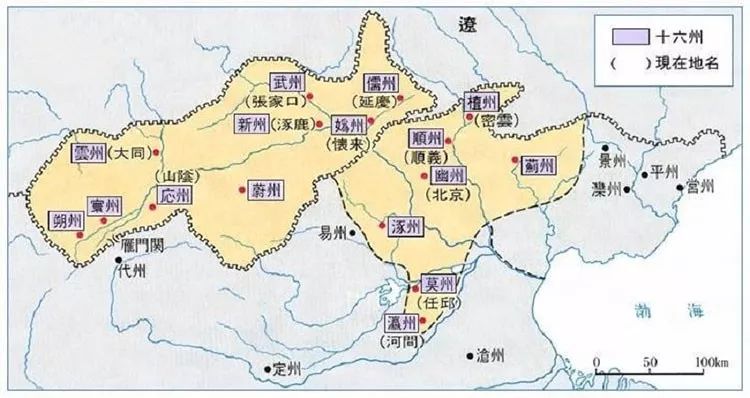 遼
十六州
( ) 現在地名
武州
(張家口)
儒州
(延慶)
檀州
(密雲)
新州(涿鹿)
媯州
(懐来)
順州
(順義)
雲州(大同)
(山陰)
応州
蔚州
幽州
(北京)
薊州
景州
平州
灤州
営州
寰州
朔州
雁門関
代州
易州
涿州
莫州
(任邱)
瀛州
(河間)
定州
滄州
渤海
0 50 100km